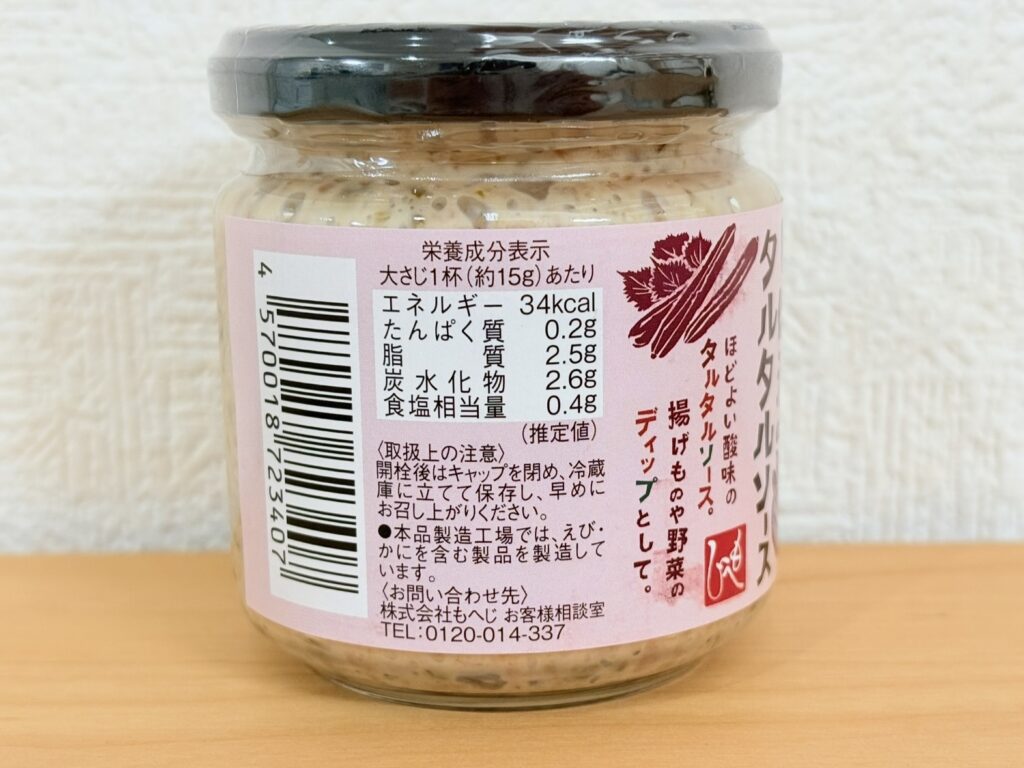 4 570018 723407
栄養成分表示
大さじ1杯(約15g)あたり
エネルギー 34kcal
たんぱく質 0.2g
脂質 2.5g
炭水化物 2.6g
食塩相当量 0.4g
(推定値)
〈取扱上の注意〉
開栓後はキャップを閉め、冷蔵
庫に立てて保存し、早めに
お召し上がりください。
●本品製造工場では、えび・
かにを含む製品を製造して
います。
〈お問い合わせ先〉
株式会社もへじ お客様相談室
TEL:0120-014-337
タルタルソース
ほどよい酸味の
タルタルソース。
揚げものや野菜の
ディップとして。
もへじ